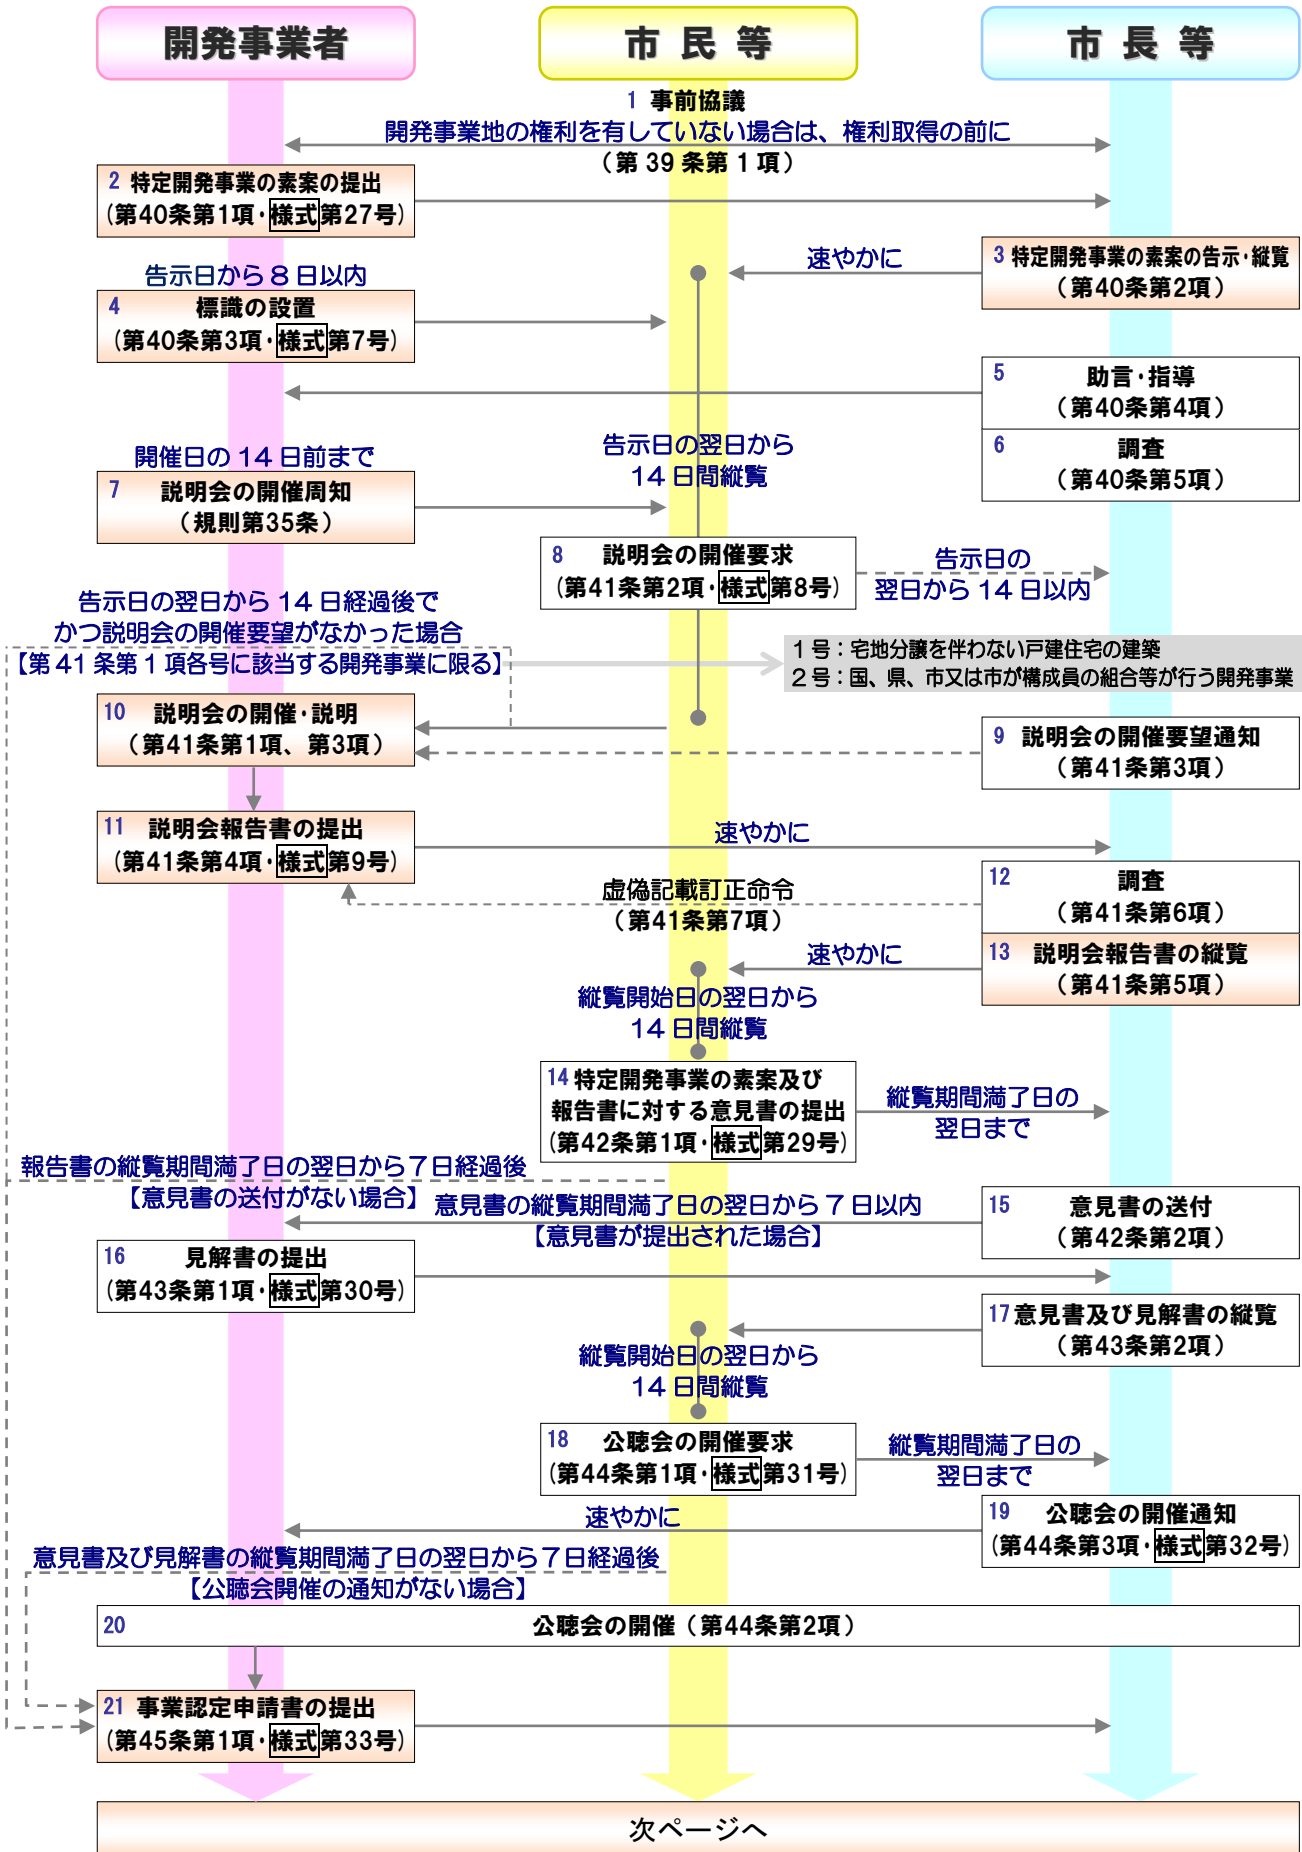 開発事業者
市 民 等
市 長 等
1 事前協議
開発事業地の権利を有していない場合は、権利取得の前に
（第 39 条第 1 項）
2 特定開発事業の素案の提出
(第40条第1項･様式第27号)
速やかに
3 特定開発事業の素案の告示･縦覧
（第40条第2項）
告示日から 8 日以内
4 標識の設置
(第40条第3項･様式第7号)
5 助言･指導
（第40条第4項）
6 調査
（第40条第5項）
告示日の翌日から
14 日間縦覧
開催日の 14 日前まで
7 説明会の開催周知
（規則第35条）
8 説明会の開催要求
(第41条第2項･様式第8号)
告示日の
翌日から 14 日以内
告示日の翌日から 14 日経過後で
かつ説明会の開催要望がなかった場合
【第 41 条第 1 項各号に該当する開発事業に限る】
1 号：宅地分譲を伴わない戸建住宅の建築
2 号：国、県、市又は市が構成員の組合等が行う開発事業
10 説明会の開催･説明
（第41条第1項、第3項）
9 説明会の開催要望通知
（第41条第3項）
11 説明会報告書の提出
(第41条第4項･様式第9号)
速やかに
12 調査
（第41条第6項）
虚偽記載訂正命令
（第41条第7項）
速やかに
13 説明会報告書の縦覧
（第41条第5項）
縦覧開始日の翌日から
14 日間縦覧
14 特定開発事業の素案及び
報告書に対する意見書の提出
(第42条第1項･様式第29号)
縦覧期間満了日の
翌日まで
報告書の縦覧期間満了日の翌日から７日経過後
【意見書の送付がない場合】
意見書の縦覧期間満了日の翌日から 7 日以内
【意見書が提出された場合】
15 意見書の送付
（第42条第2項）
16 見解書の提出
(第43条第1項･様式第30号)
17 意見書及び見解書の縦覧
（第43条第2項）
縦覧開始日の翌日から
14 日間縦覧
18 公聴会の開催要求
(第44条第1項･様式第31号)
縦覧期間満了日の
翌日まで
速やかに
19 公聴会の開催通知
(第44条第3項･様式第32号)
意見書及び見解書の縦覧期間満了日の翌日から７日経過後
【公聴会開催の通知がない場合】
20 公聴会の開催（第44条第2項）
21 事業認定申請書の提出
(第45条第1項･様式第33号)
次ページへ